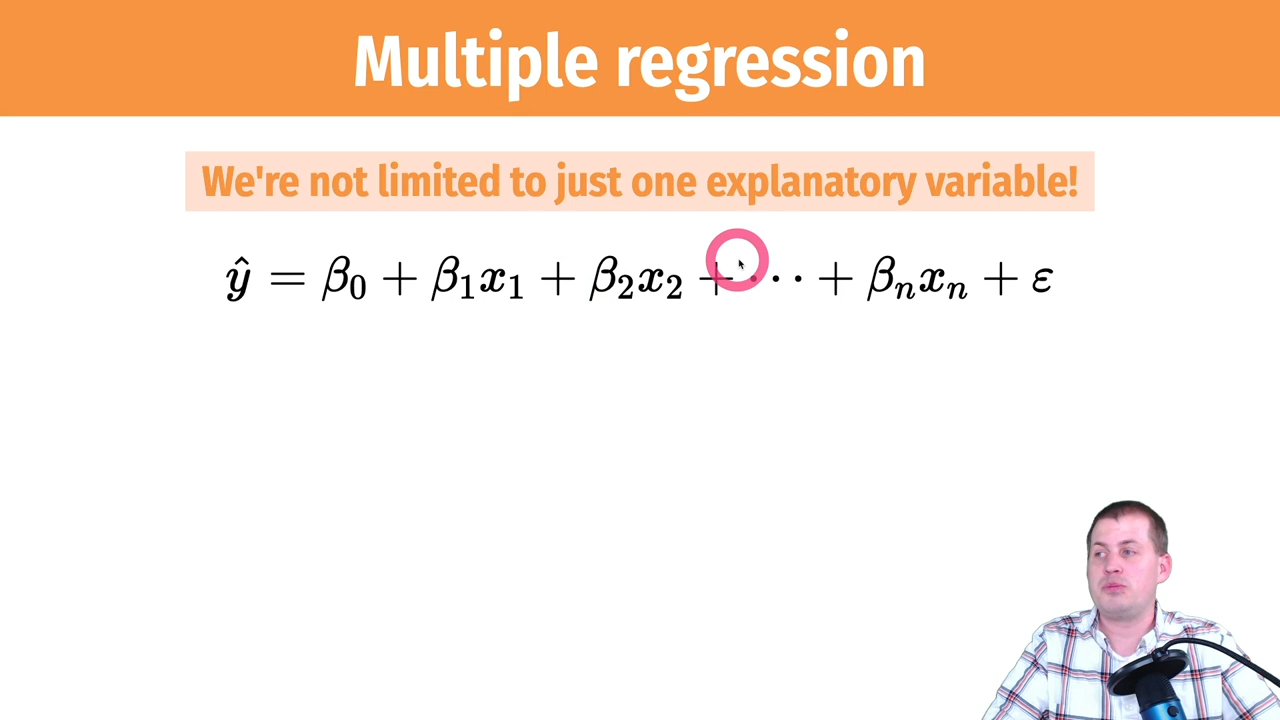 Multiple regression
We're not limited to just one explanatory variable!
ŷ = β₀ + β₁x₁ + β₂x₂ + ··· + βₙxₙ + ε